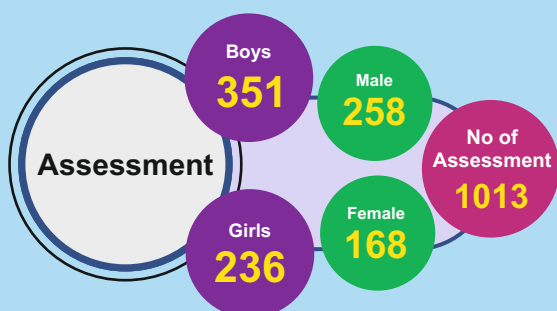 Assessment
Boys
351
Girls
236
Male
258
Female
168
No of
Assessment
1013